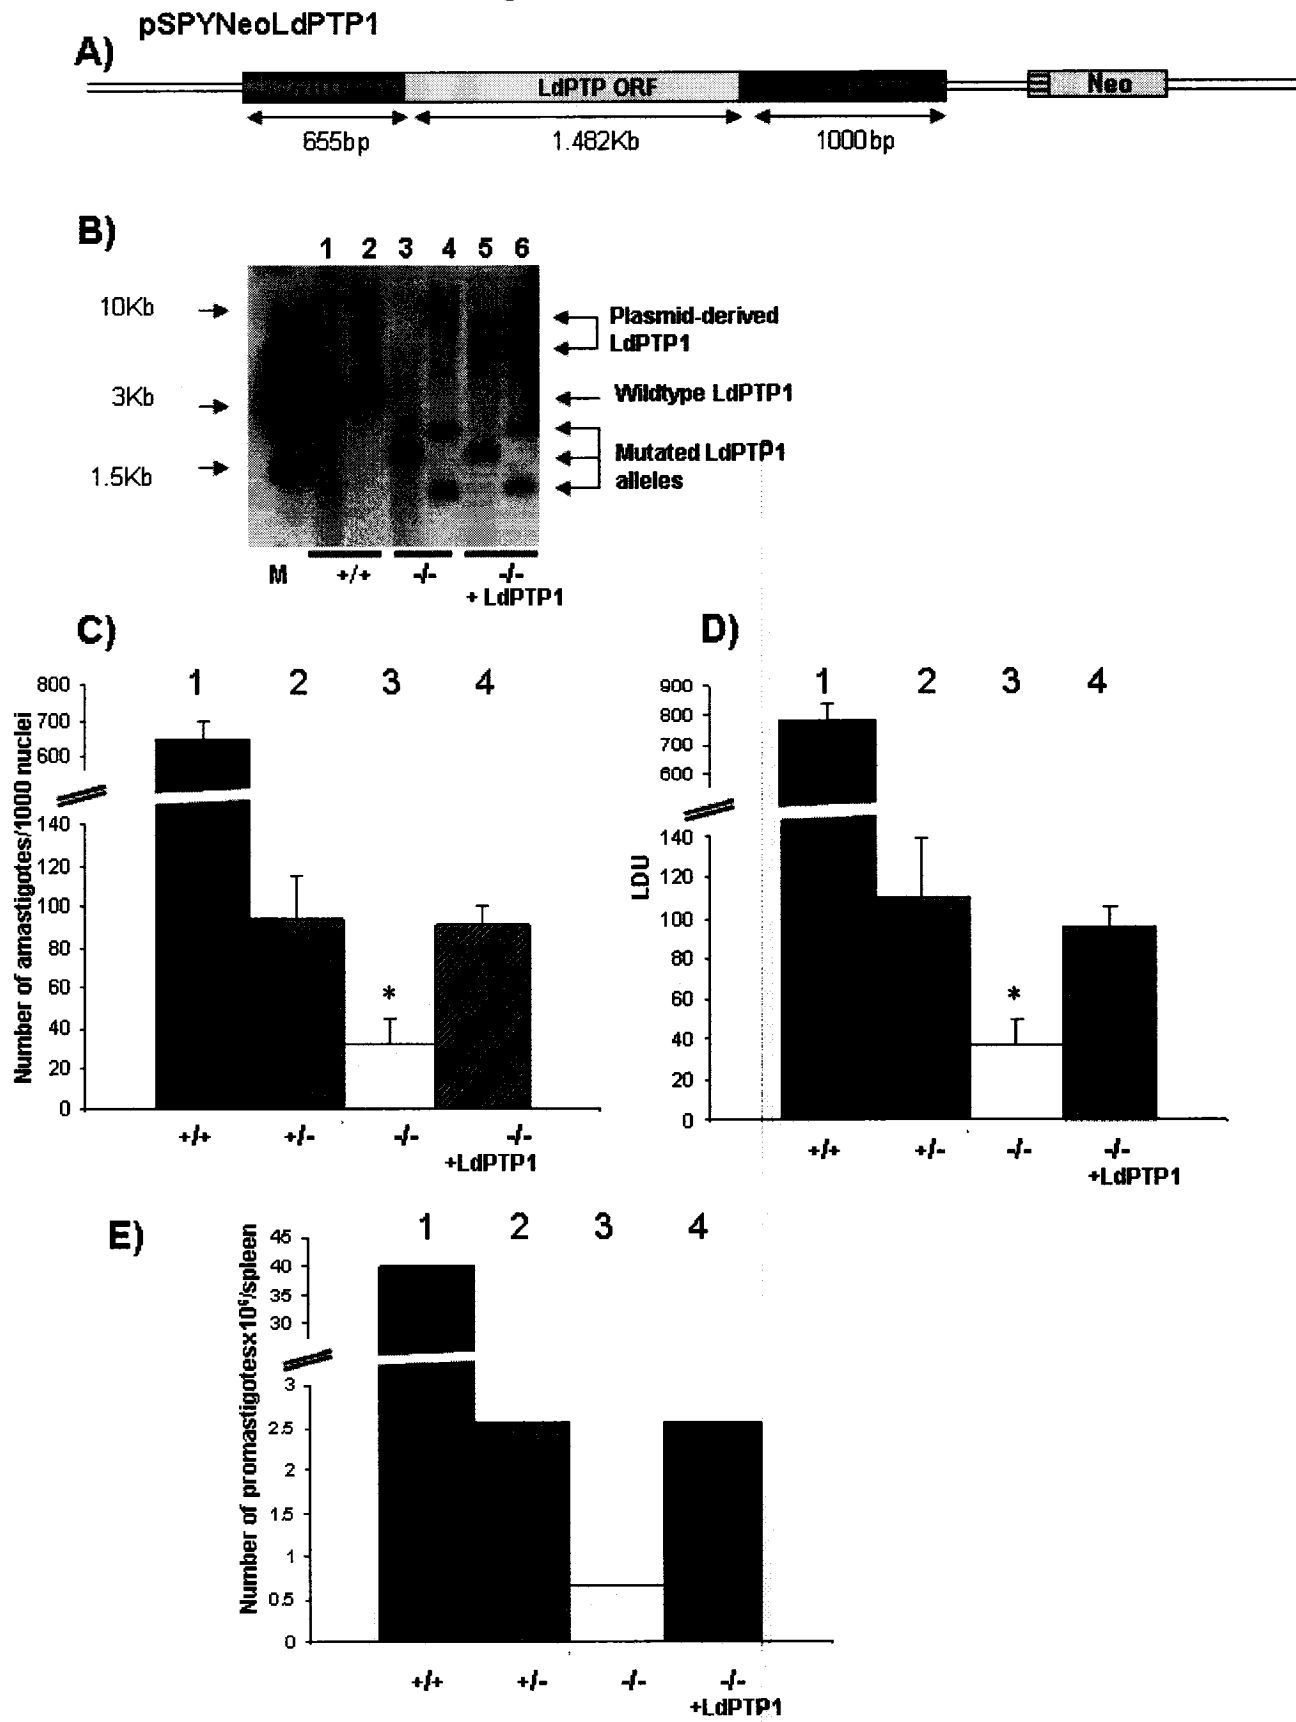 pSPYNeoLdPTP1
A)
LdPTP ORF
Neo
655bp
1.482Kb
1000bp
B)
1 2 3 4 5 6
10Kb
3Kb
1.5Kb
Plasmid-derived
LdPTP1
Wildtype LdPTP1
Mutated LdPTP1
alleles
M +/+ -/- -/-
+ LdPTP1
C)
1 2 3 4
Number of amastigotes/1000 nuclei
800
700
600
140
120
100
80
60
40
20
0
*
+/+ +/- -/- -/-
+LdPTP1
D)
1 2 3 4
LDU
900
800
700
600
140
120
100
80
60
40
20
0
*
+/+ +/- -/- -/-
+LdPTP1
E)
1 2 3 4
Number of promastigotesx10⁶/spleen
45
40
35
30
3
2.5
2
1.5
1
0.5
0
+/+ +/- -/- -/-
+LdPTP1